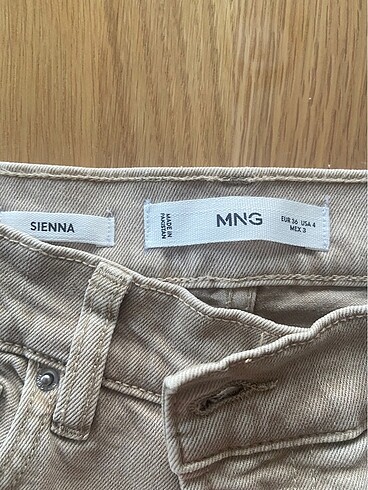 SIENNA
MADE IN
PAKISTAN
MNG
EUR 36 USA 4
MEX 3